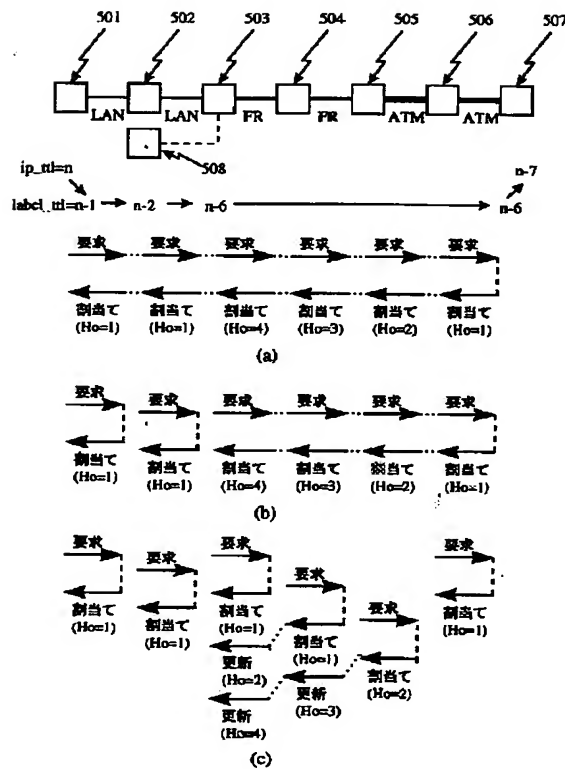 501 502 503 504 505 506 507
LAN LAN FR FR ATM ATM
508
ip_ttl=n n-7
label_ttl=n-1 n-2 n-6 n-6
要求 要求 要求 要求 要求 要求
割当て 割当て 割当て 割当て 割当て 割当て
(Ho=1) (Ho=1) (Ho=4) (Ho=3) (Ho=2) (Ho=1)
(a)
要求 要求 要求 要求 要求 要求
割当て 割当て 割当て 割当て 割当て 割当て
(Ho=1) (Ho=1) (Ho=4) (Ho=3) (Ho=2) (Ho=1)
(b)
要求 要求 要求 要求 要求 要求
割当て 割当て 割当て 割当て 割当て 割当て
(Ho=1) (Ho=1) (Ho=1) (Ho=1) (Ho=2) (Ho=1)
更新 更新
(Ho=2) (Ho=3)
更新
(Ho=4)
(c)